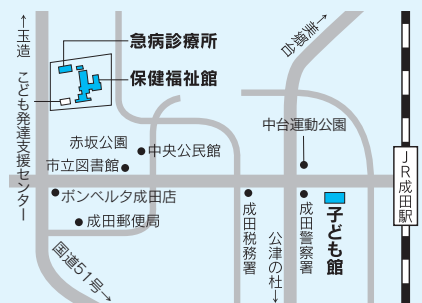 ←玉造
こども発達支援センター
急病診療所
保健福祉館
→美郷台
赤坂公園
中央公民館
市立図書館
中台運動公園
ボンベルタ成田店
成田郵便局
国道51号→
成田税務署
公津の杜→
成田警察署
子ども館
JR成田駅